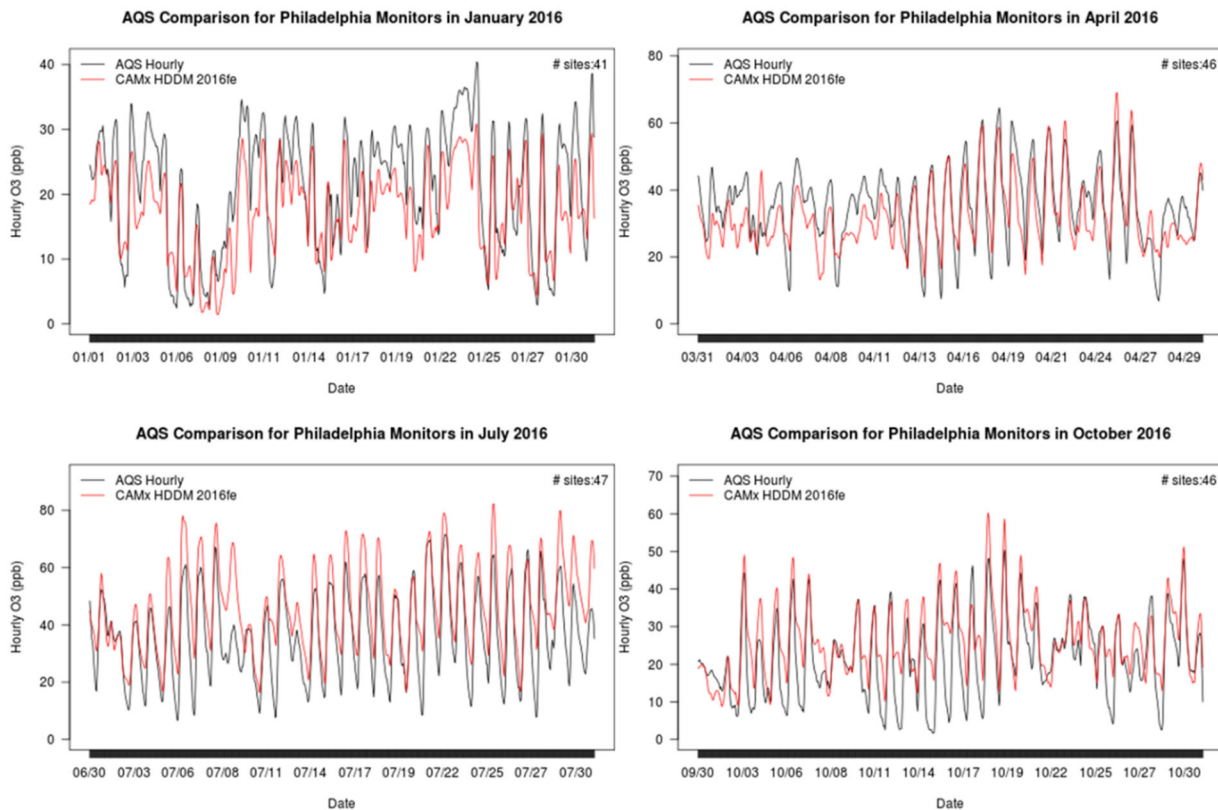 AQS Comparison for Philadelphia Monitors in January 2016
AQS Hourly
CAMx HDDM 2016fe
# sites:41
Hourly O3 (ppb)
40
30
20
10
0
01/01 01/03 01/06 01/09 01/11 01/14 01/17 01/19 01/22 01/25 01/27 01/30
Date
AQS Comparison for Philadelphia Monitors in April 2016
AQS Hourly
CAMx HDDM 2016fe
# sites:46
Hourly O3 (ppb)
80
60
40
20
0
03/31 04/03 04/06 04/08 04/11 04/13 04/16 04/19 04/21 04/24 04/27 04/29
Date
AQS Comparison for Philadelphia Monitors in July 2016
AQS Hourly
CAMx HDDM 2016fe
# sites:47
Hourly O3 (ppb)
80
60
40
20
0
06/30 07/03 07/06 07/08 07/11 07/14 07/17 07/19 07/22 07/25 07/27 07/30
Date
AQS Comparison for Philadelphia Monitors in October 2016
AQS Hourly
CAMx HDDM 2016fe
# sites:46
Hourly O3 (ppb)
70
60
50
40
30
20
10
0
09/30 10/03 10/06 10/08 10/11 10/14 10/17 10/19 10/22 10/25 10/27 10/30
Date